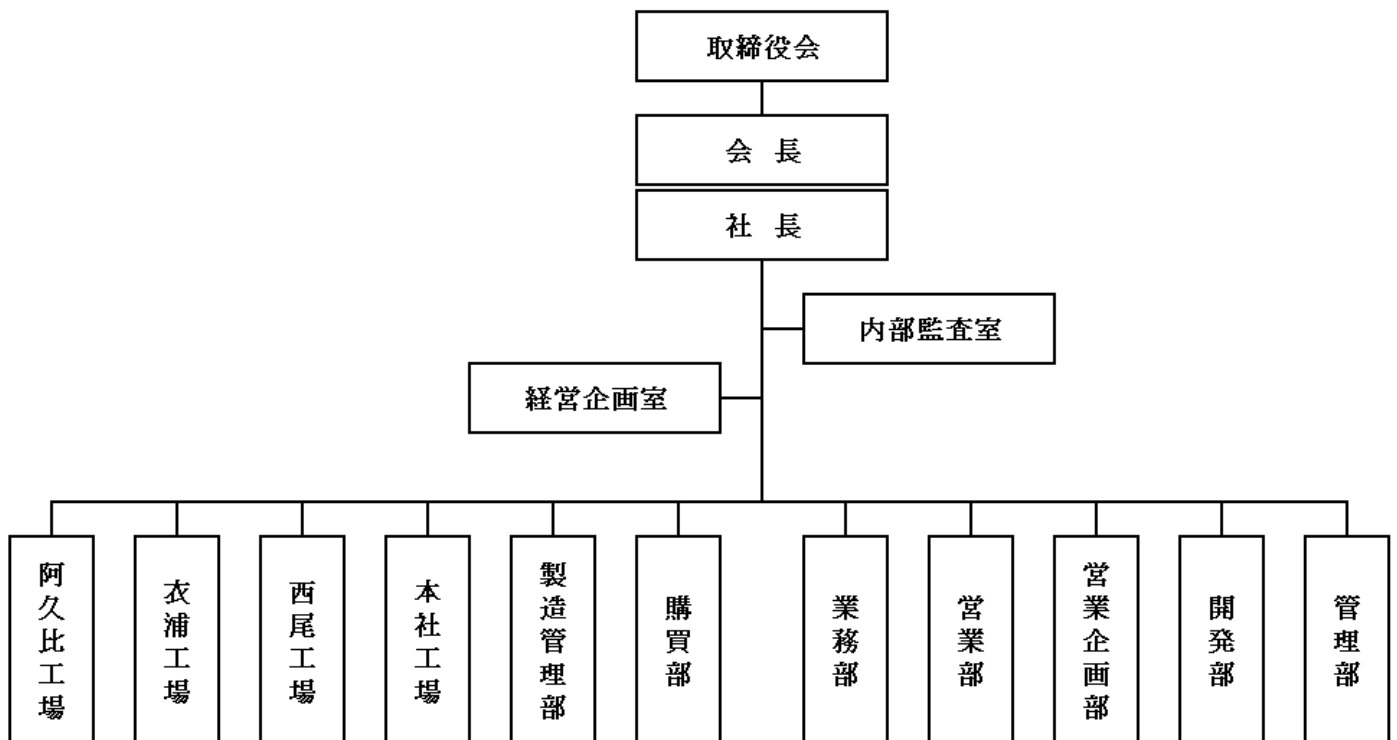 取締役会
会 長
社 長
内部監査室
経営企画室
阿久比工場
衣浦工場
西尾工場
本社工場
製造管理部
購買部
業務部
営業部
営業企画部
開発部
管理部